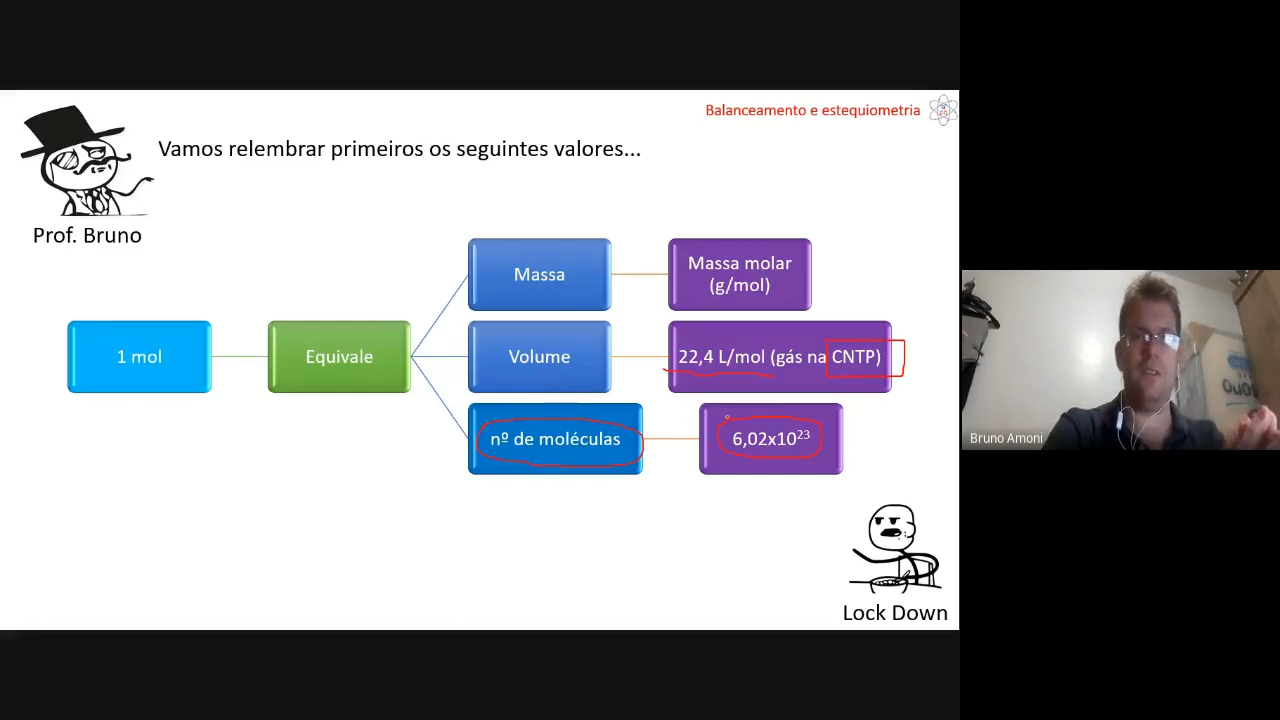 Balanceamento e estequiometria
Vamos relembrar primeiros os seguintes valores...
Prof. Bruno
Massa
Massa molar
(g/mol)
1 mol
Equivale
Volume
22,4 L/mol (gás na CNTP)
nº de moléculas
6,02x10²³
Bruno Amoni
Lock Down